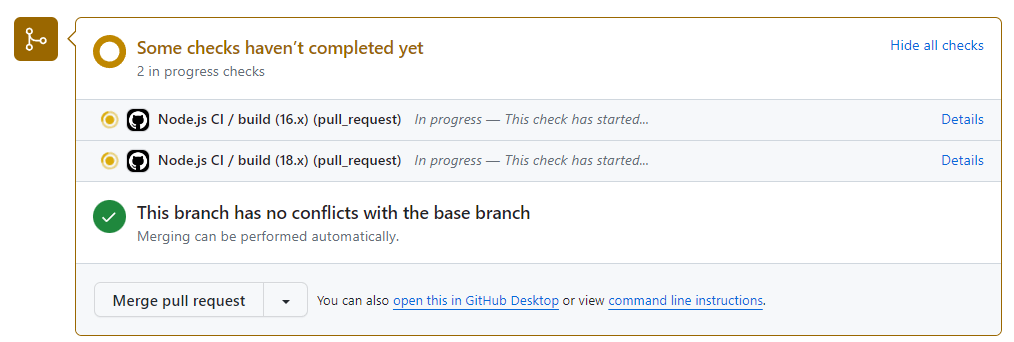 Some checks haven’t completed yet
Hide all checks
2 in progress checks
Node.js CI / build (16.x) (pull_request) In progress — This check has started... Details
Node.js CI / build (18.x) (pull_request) In progress — This check has started... Details
This branch has no conflicts with the base branch
Merging can be performed automatically.
Merge pull request You can also open this in GitHub Desktop or view command line instructions.